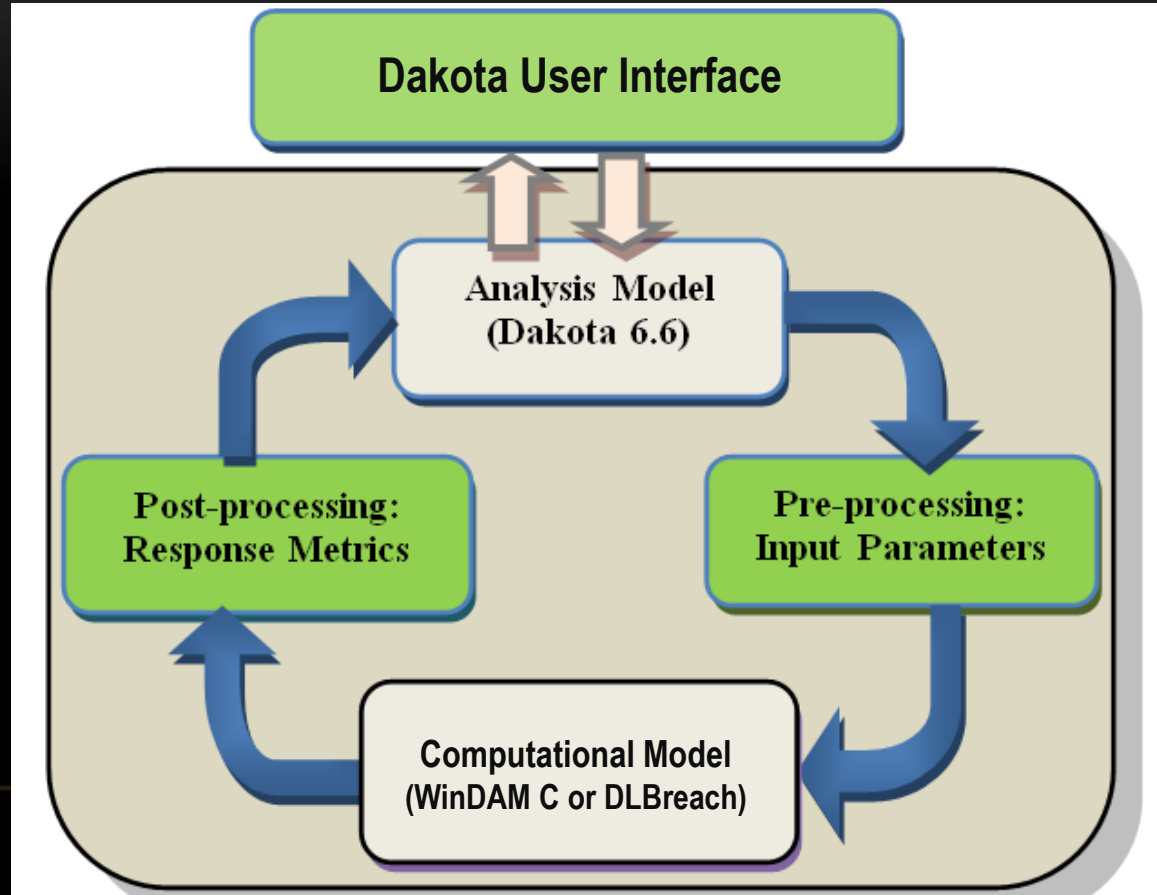 Dakota User Interface
Analysis Model
(Dakota 6.6)
Post-processing:
Response Metrics
Pre-processing:
Input Parameters
Computational Model
(WinDAM C or DLBreach)